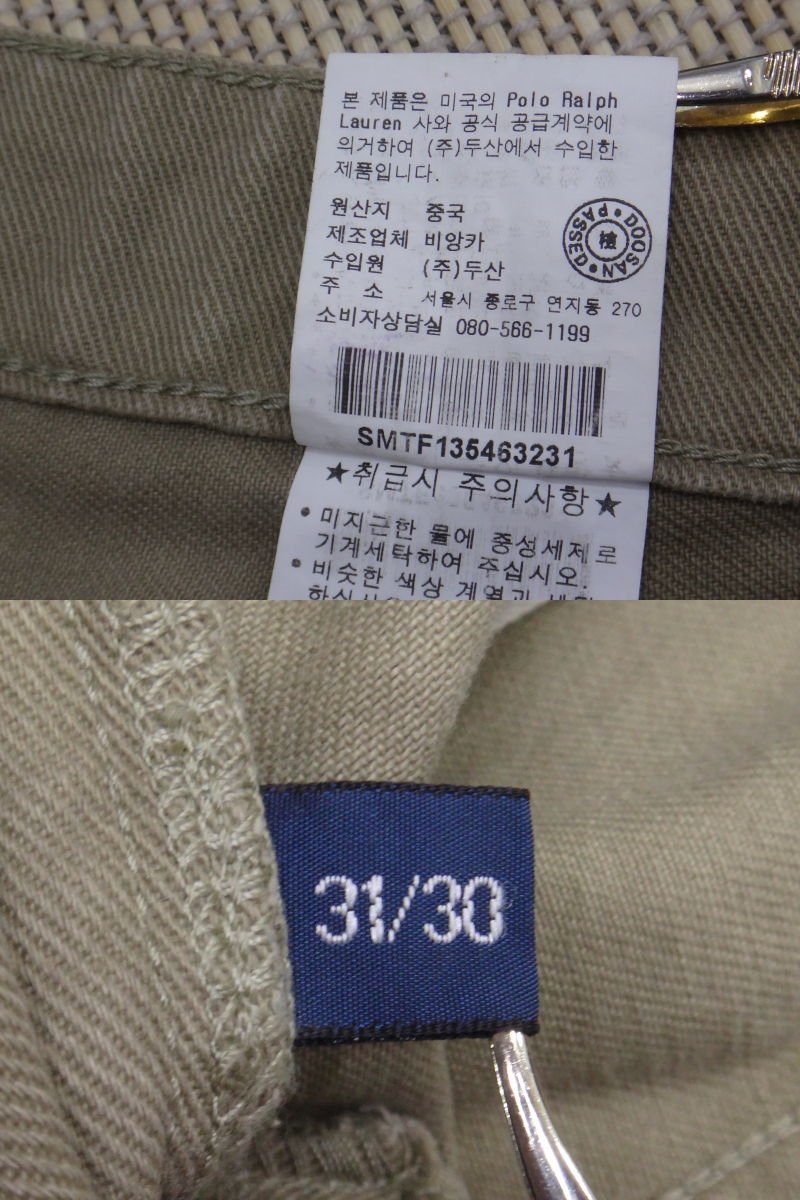 본 제품은 미국의 Polo Ralph
Lauren 사와 공식 공급계약에
의거하여 (주)두산에서 수입한
제품입니다.
원산지 중국
제조업체 비앙카
수입원 (주)두산
주 소 서울시 종로구 연지동 270
소비자상담실 080-566-1199
DOOSAN • PASSED •
檢
SMTF135463231
★취급시 주의사항★
• 미지근한 물에 중성세제로
기계세탁하여 주십시오.
• 비슷한 색상 계열과
31/30